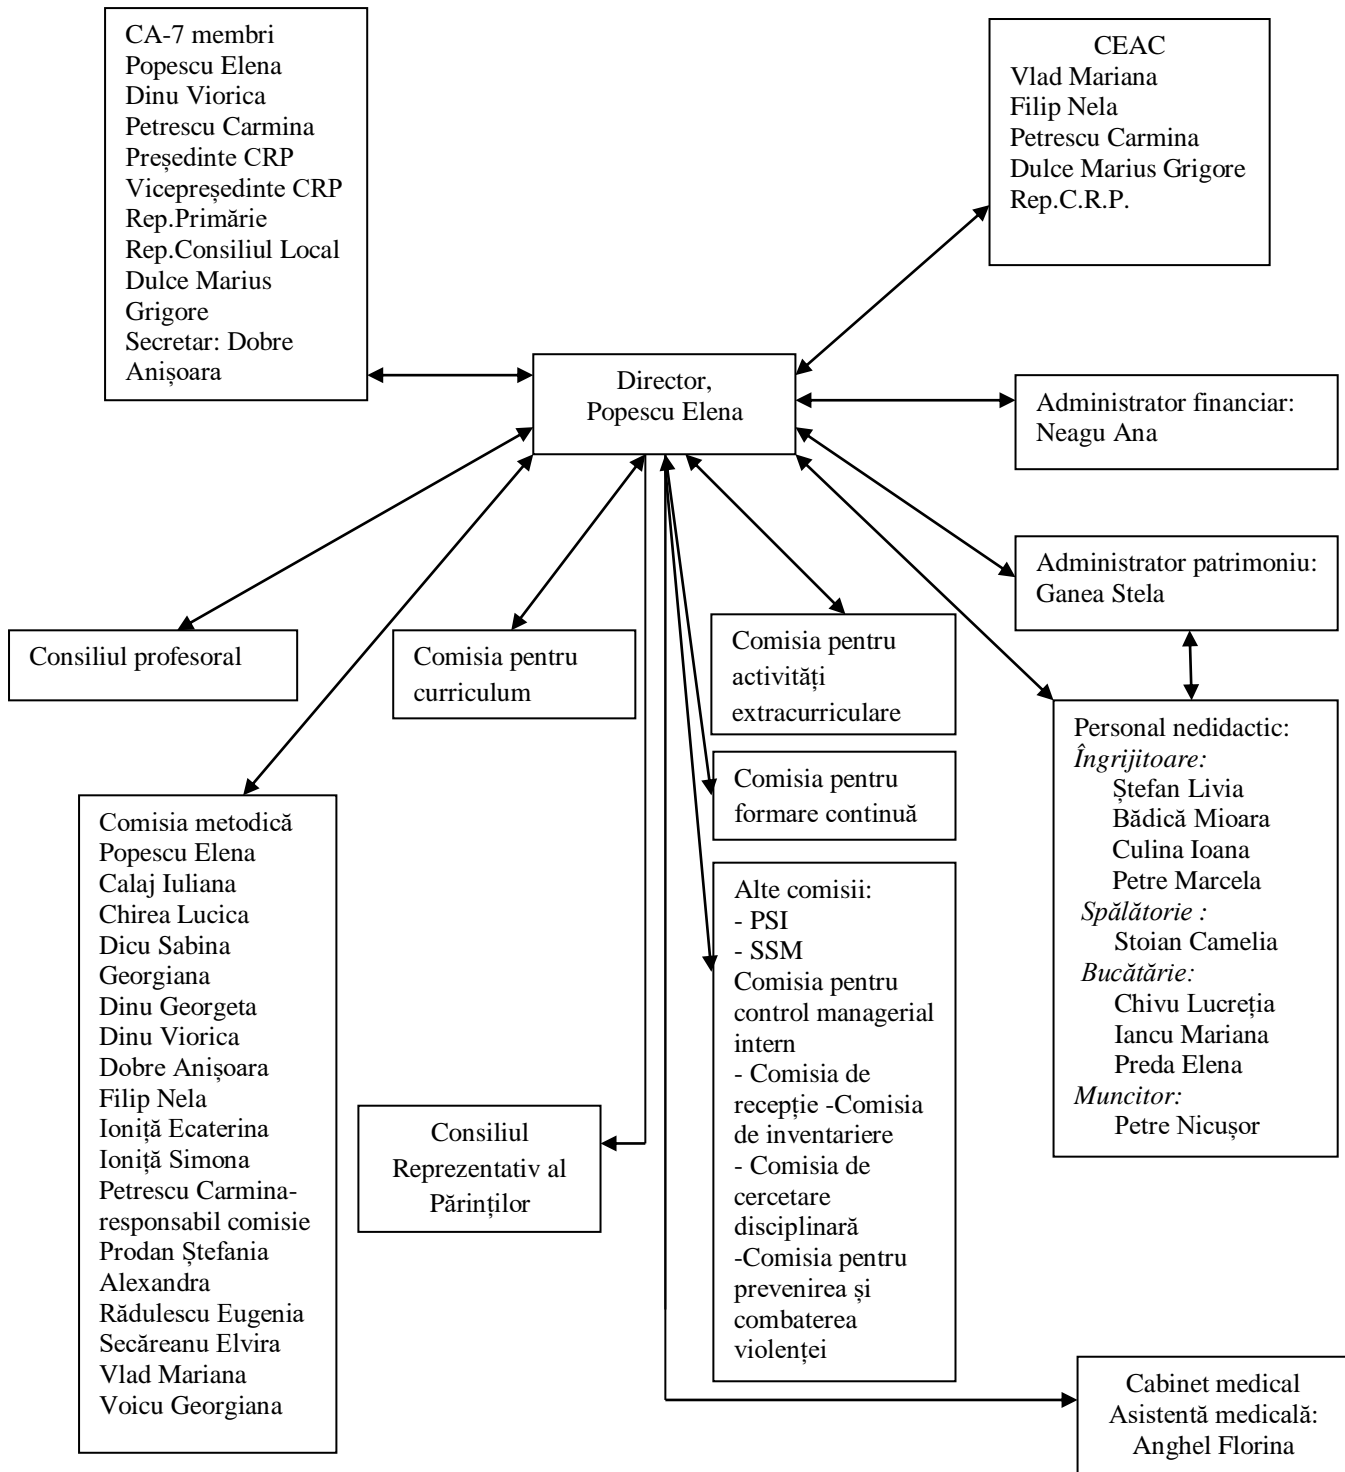 CA-7 membri
Popescu Elena
Dinu Viorica
Petrescu Carmina
Președinte CRP
Vicepreședinte CRP
Rep.Primărie
Rep.Consiliul Local
Dulce Marius
Grigore
Secretar: Dobre
Anișoara
CEAC
Vlad Mariana
Filip Nela
Petrescu Carmina
Dulce Marius Grigore
Rep.C.R.P.
Director,
Popescu Elena
Administrator financiar:
Neagu Ana
Administrator patrimoniu:
Ganea Stela
Consiliul profesoral
Comisia pentru
curriculum
Comisia pentru
activități
extracurriculare
Comisia pentru
formare continuă
Personal nedidactic:
Îngrijitoare:
Ștefan Livia
Bădică Mioara
Culina Ioana
Petre Marcela
Spălătorie :
Stoian Camelia
Bucătărie:
Chivu Lucreția
Iancu Mariana
Preda Elena
Muncitor:
Petre Nicușor
Comisia metodică
Popescu Elena
Calaj Iuliana
Chirea Lucica
Dicu Sabina
Georgiana
Dinu Georgeta
Dinu Viorica
Dobre Anișoara
Filip Nela
Ioniță Ecaterina
Ioniță Simona
Petrescu Carmina-
responsabil comisie
Prodan Ștefania
Alexandra
Rădulescu Eugenia
Secăreanu Elvira
Vlad Mariana
Voicu Georgiana
Alte comisii:
- PSI
- SSM
Comisia pentru
control managerial
intern
- Comisia de
recepție -Comisia
de inventariere
- Comisia de
cercetare
disciplinară
-Comisia pentru
prevenirea și
combaterea
violenței
Consiliul
Reprezentativ al
Părinților
Cabinet medical
Asistentă medicală:
Anghel Florina